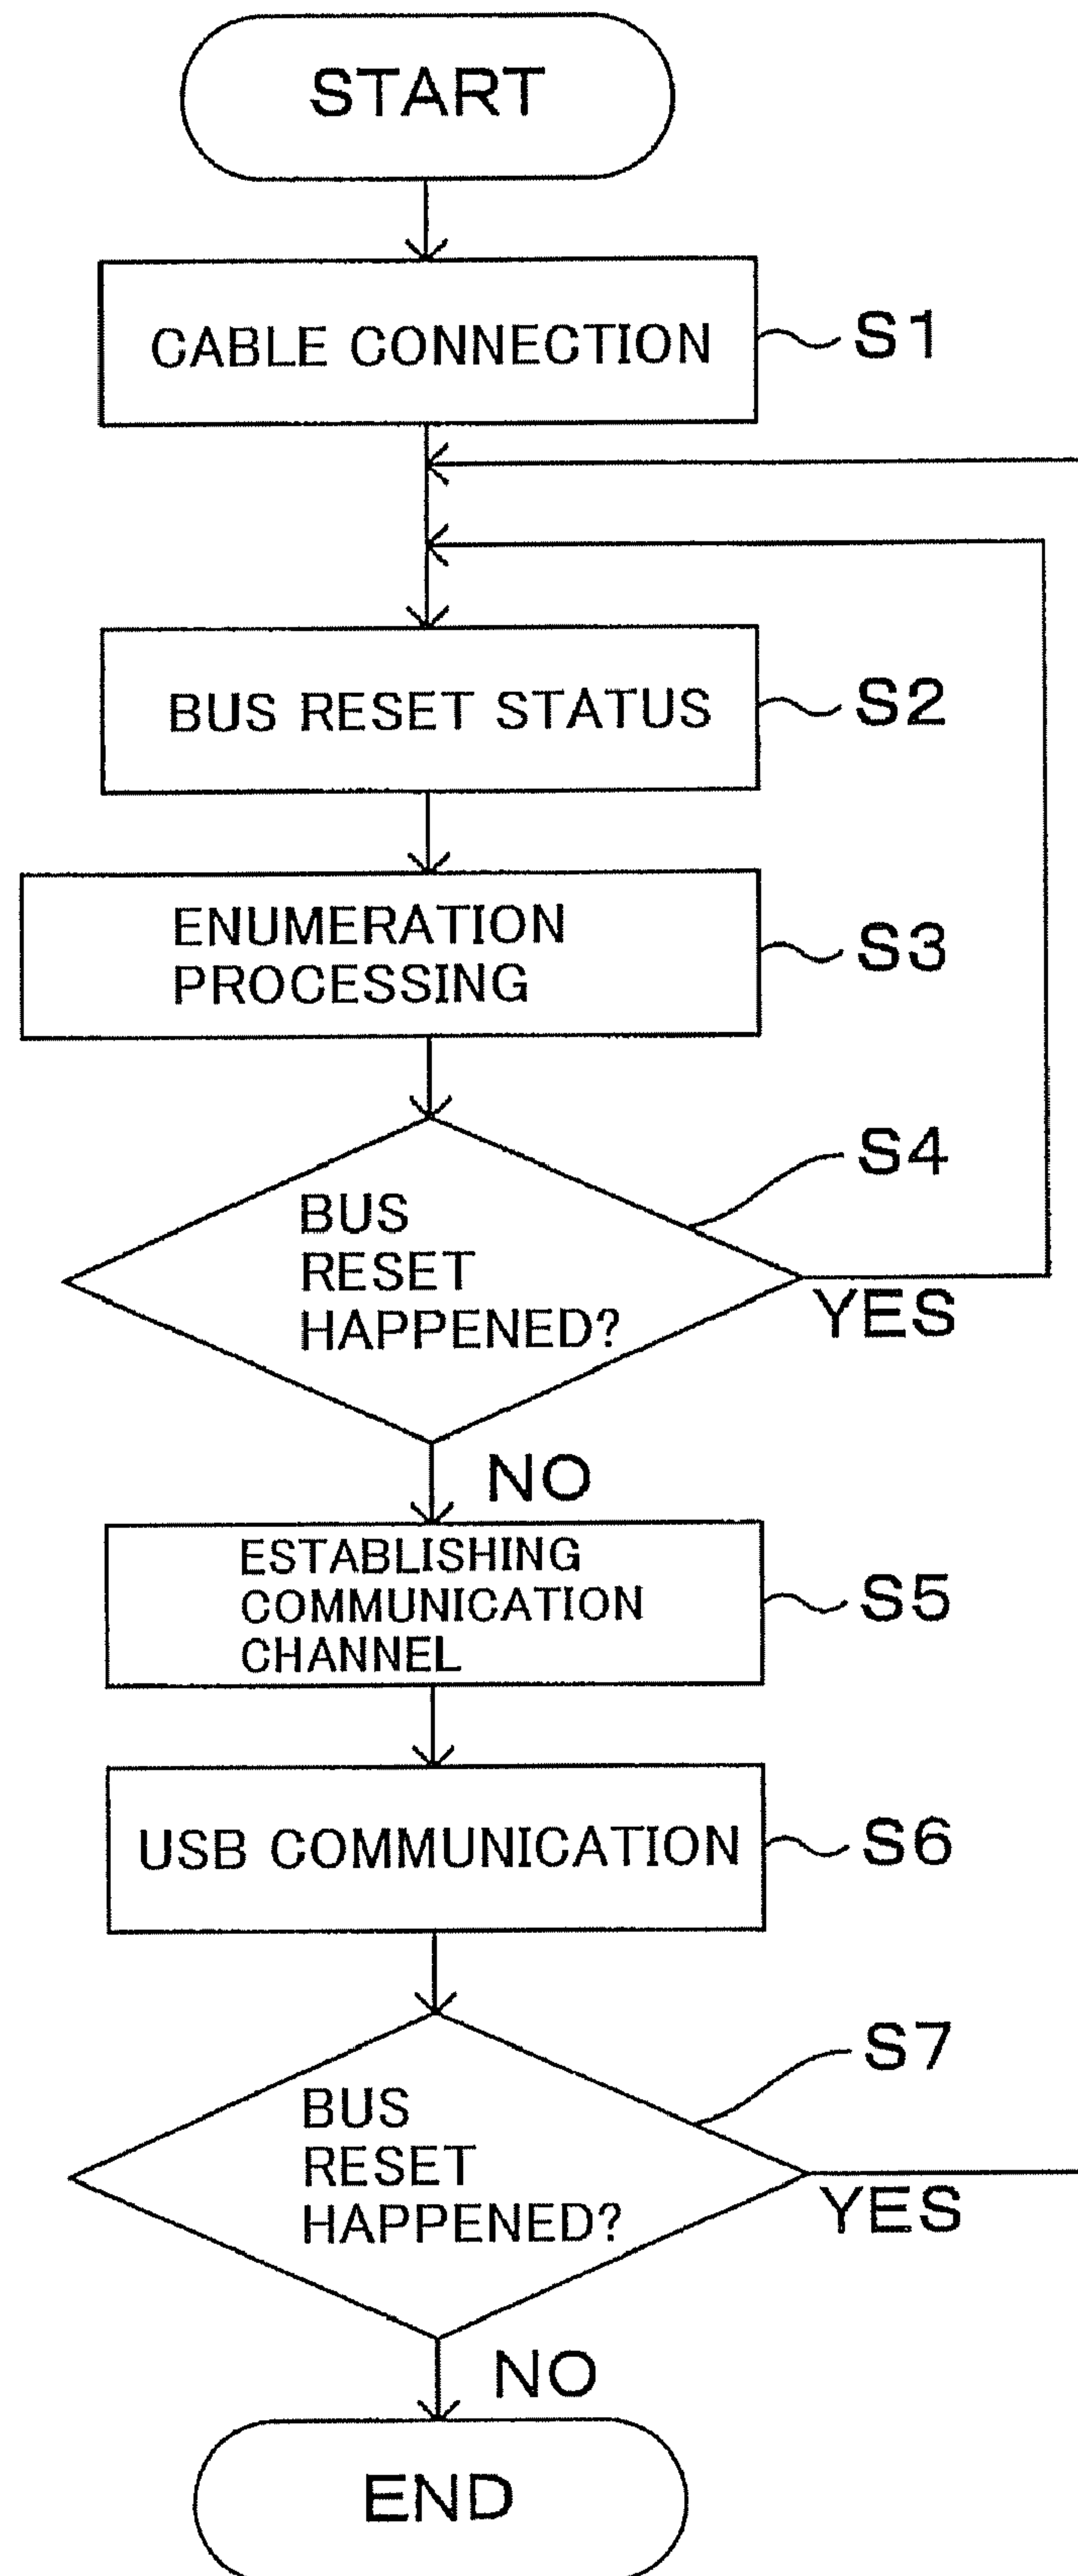 START
CABLE CONNECTION
S1
BUS RESET STATUS
S2
ENUMERATION
PROCESSING
S3
S4
BUS
RESET
HAPPENED?
YES
NO
ESTABLISHING
COMMUNICATION
CHANNEL
S5
USB COMMUNICATION
S6
S7
BUS
RESET
HAPPENED?
YES
NO
END